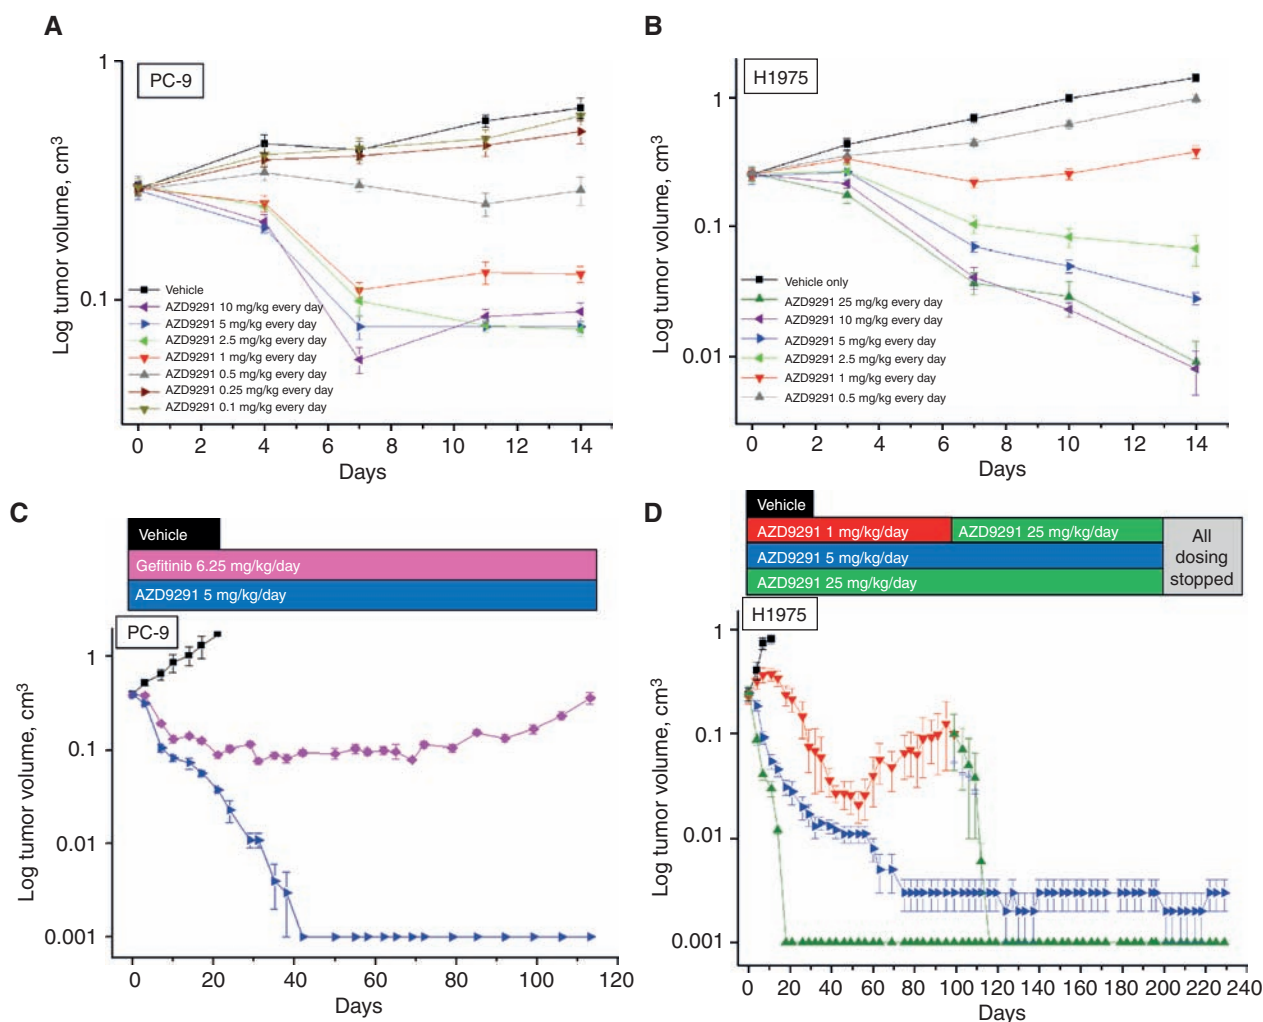 A
PC-9
1
0.1
Log tumor volume, cm3
Vehicle
AZD9291 10 mg/kg every day
AZD9291 5 mg/kg every day
AZD9291 2.5 mg/kg every day
AZD9291 1 mg/kg every day
AZD9291 0.5 mg/kg every day
AZD9291 0.25 mg/kg every day
AZD9291 0.1 mg/kg every day
0 2 4 6 8 10 12 14
Days
B
H1975
1
0.1
0.01
Log tumor volume, cm3
Vehicle only
AZD9291 25 mg/kg every day
AZD9291 10 mg/kg every day
AZD9291 5 mg/kg every day
AZD9291 2.5 mg/kg every day
AZD9291 1 mg/kg every day
AZD9291 0.5 mg/kg every day
0 2 4 6 8 10 12 14
Days
C
Vehicle
Gefitinib 6.25 mg/kg/day
AZD9291 5 mg/kg/day
PC-9
1
0.1
0.01
0.001
Log tumor volume, cm3
0 20 40 60 80 100 120
Days
D
Vehicle
AZD9291 1 mg/kg/day AZD9291 25 mg/kg/day
AZD9291 5 mg/kg/day
AZD9291 25 mg/kg/day
All
dosing
stopped
H1975
1
0.1
0.01
0.001
Log tumor volume, cm3
0 20 40 60 80 100 120 140 160 180 200 220 240
Days